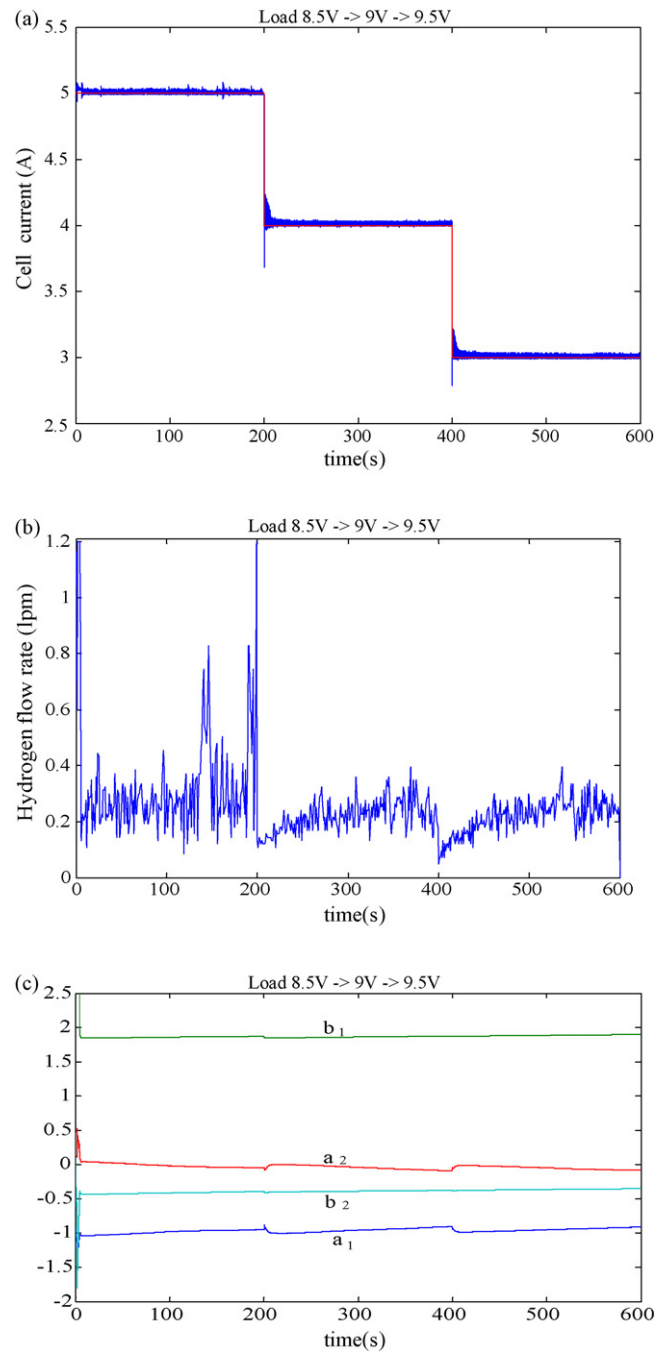 (a)
Load 8.5V -> 9V -> 9.5V
5.5
5
4.5
4
3.5
3
2.5
Cell current (A)
0 100 200 300 400 500 600
time(s)
(b)
Load 8.5V -> 9V -> 9.5V
1.2
1
0.8
0.6
0.4
0.2
0
Hydrogen flow rate (lpm)
0 100 200 300 400 500 600
time(s)
(c)
Load 8.5V -> 9V -> 9.5V
2.5
2
1.5
1
0.5
0
-0.5
-1
-1.5
-2
b 1
a 2
b 2
a 1
0 100 200 300 400 500 600
time(s)